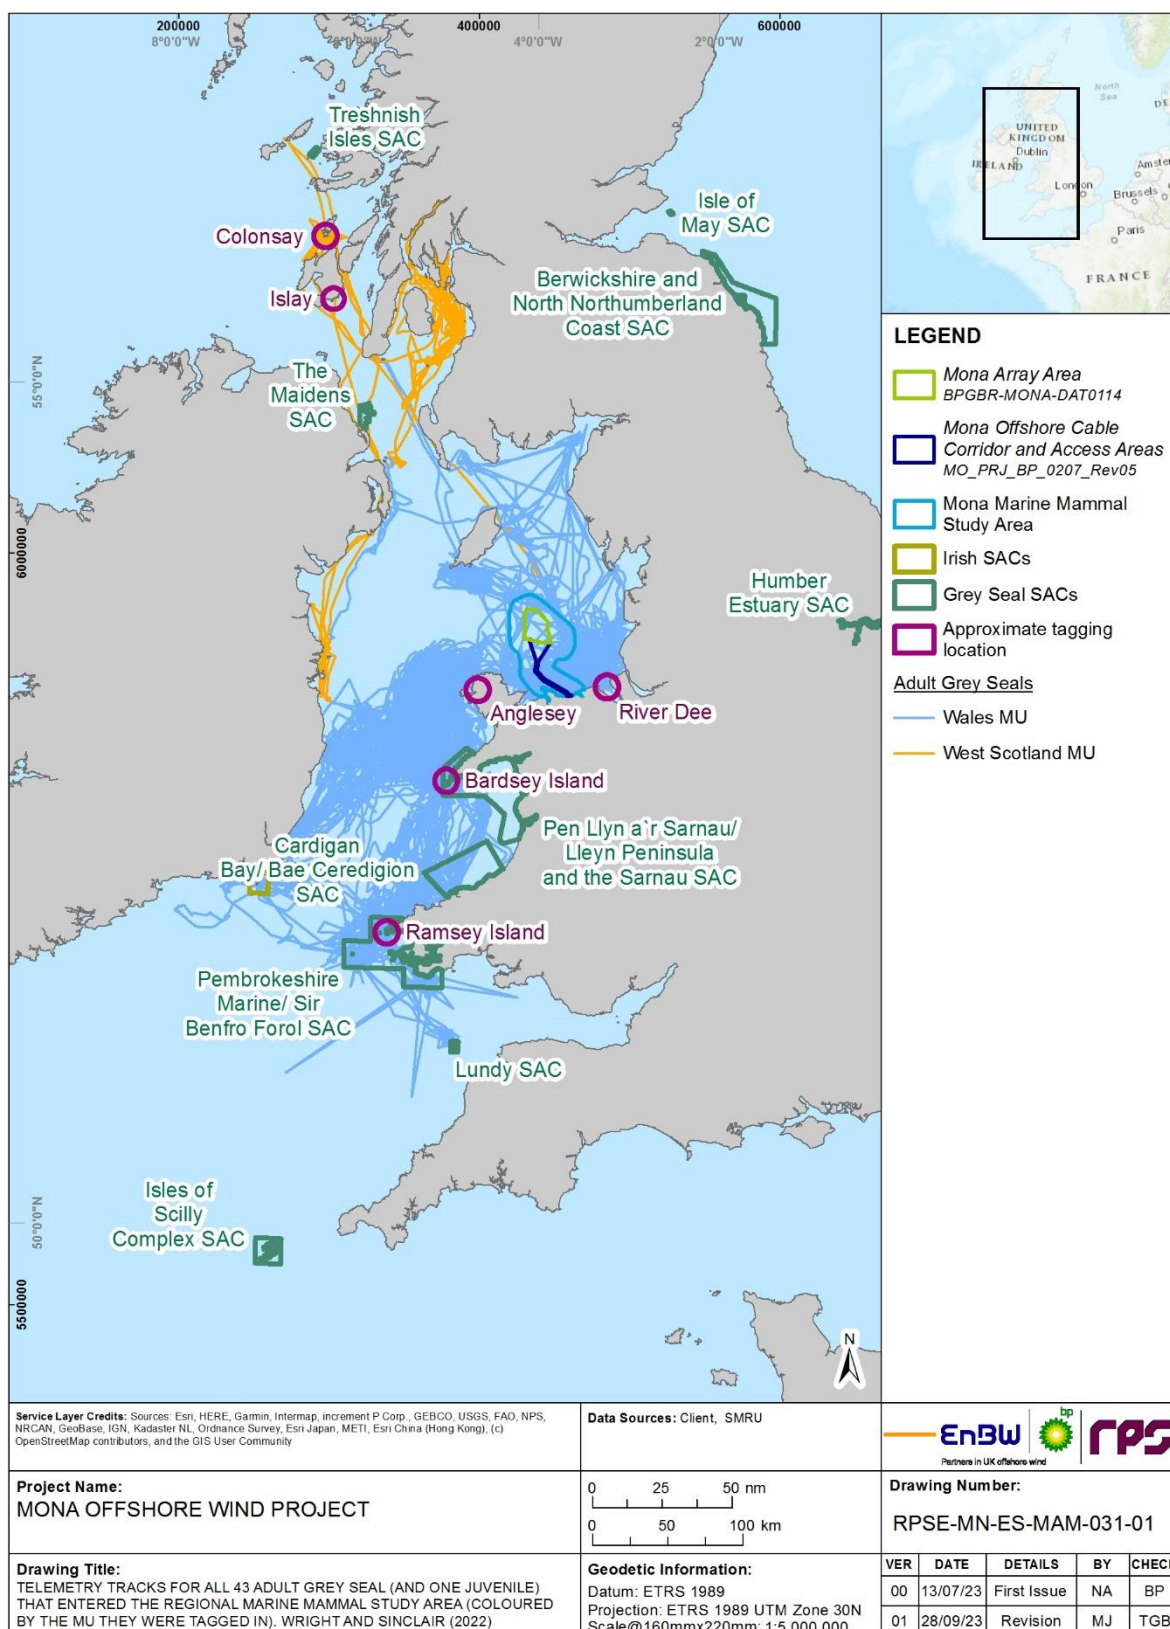 200000
400000
600000
8°0'0"W
4°0'0"W
2°0'0"W
55°0'0"N
6000000
50°0'0"N
5500000
Treshnish
Isles SAC
Colonsay
Islay
The
Maidens
SAC
Isle of
May SAC
Berwickshire and
North Northumberland
Coast SAC
Humber
Estuary SAC
Anglesey
River Dee
Bardsey Island
Pen Llyn a`r Sarnau/
Lleyn Peninsula
and the Sarnau SAC
Cardigan
Bay/ Bae Ceredigion
SAC
Ramsey Island
Pembrokeshire
Marine/ Sir
Benfro Forol SAC
Lundy SAC
Isles of
Scilly
Complex SAC
N
North
Sea
UNITED
KINGDOM
Dublin
IRELAND
London
Amster
Brussels
Paris
FRANCE
DE
LEGEND
Mona Array Area
BPGBR-MONA-DAT0114
Mona Offshore Cable
Corridor and Access Areas
MO_PRJ_BP_0207_Rev05
Mona Marine Mammal
Study Area
Irish SACs
Grey Seal SACs
Approximate tagging
location
Adult Grey Seals
Wales MU
West Scotland MU
Service Layer Credits: Sources: Esri, HERE, Garmin, Intermap, increment P Corp., GEBCO, USGS, FAO, NPS,
NRCAN, GeoBase, IGN, Kadaster NL, Ordnance Survey, Esri Japan, METI, Esri China (Hong Kong), (c)
OpenStreetMap contributors, and the GIS User Community
Data Sources: Client, SMRU
EnBW
Partners in UK offshore wind
bp
rps
Project Name:
MONA OFFSHORE WIND PROJECT
0 25 50 nm
0 50 100 km
Drawing Number:
RPSE-MN-ES-MAM-031-01
Drawing Title:
TELEMETRY TRACKS FOR ALL 43 ADULT GREY SEAL (AND ONE JUVENILE)
THAT ENTERED THE REGIONAL MARINE MAMMAL STUDY AREA (COLOURED
BY THE MU THEY WERE TAGGED IN). WRIGHT AND SINCLAIR (2022)
Geodetic Information:
Datum: ETRS 1989
Projection: ETRS 1989 UTM Zone 30N
Scale@160mmx220mm: 1:5,000,000
VER DATE DETAILS BY CHECK
00 13/07/23 First Issue NA BP
01 28/09/23 Revision MJ TGB